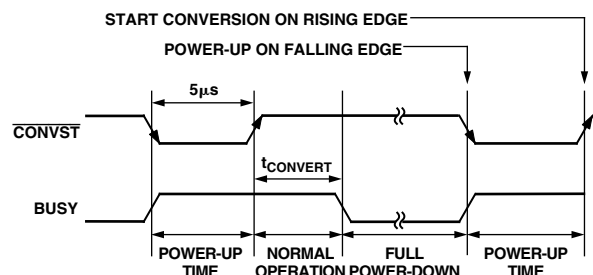 START CONVERSION ON RISING EDGE
POWER-UP ON FALLING EDGE
5µs
CONVST
tCONVERT
BUSY
POWER-UP TIME
NORMAL OPERATION
FULL POWER-DOWN
POWER-UP TIME